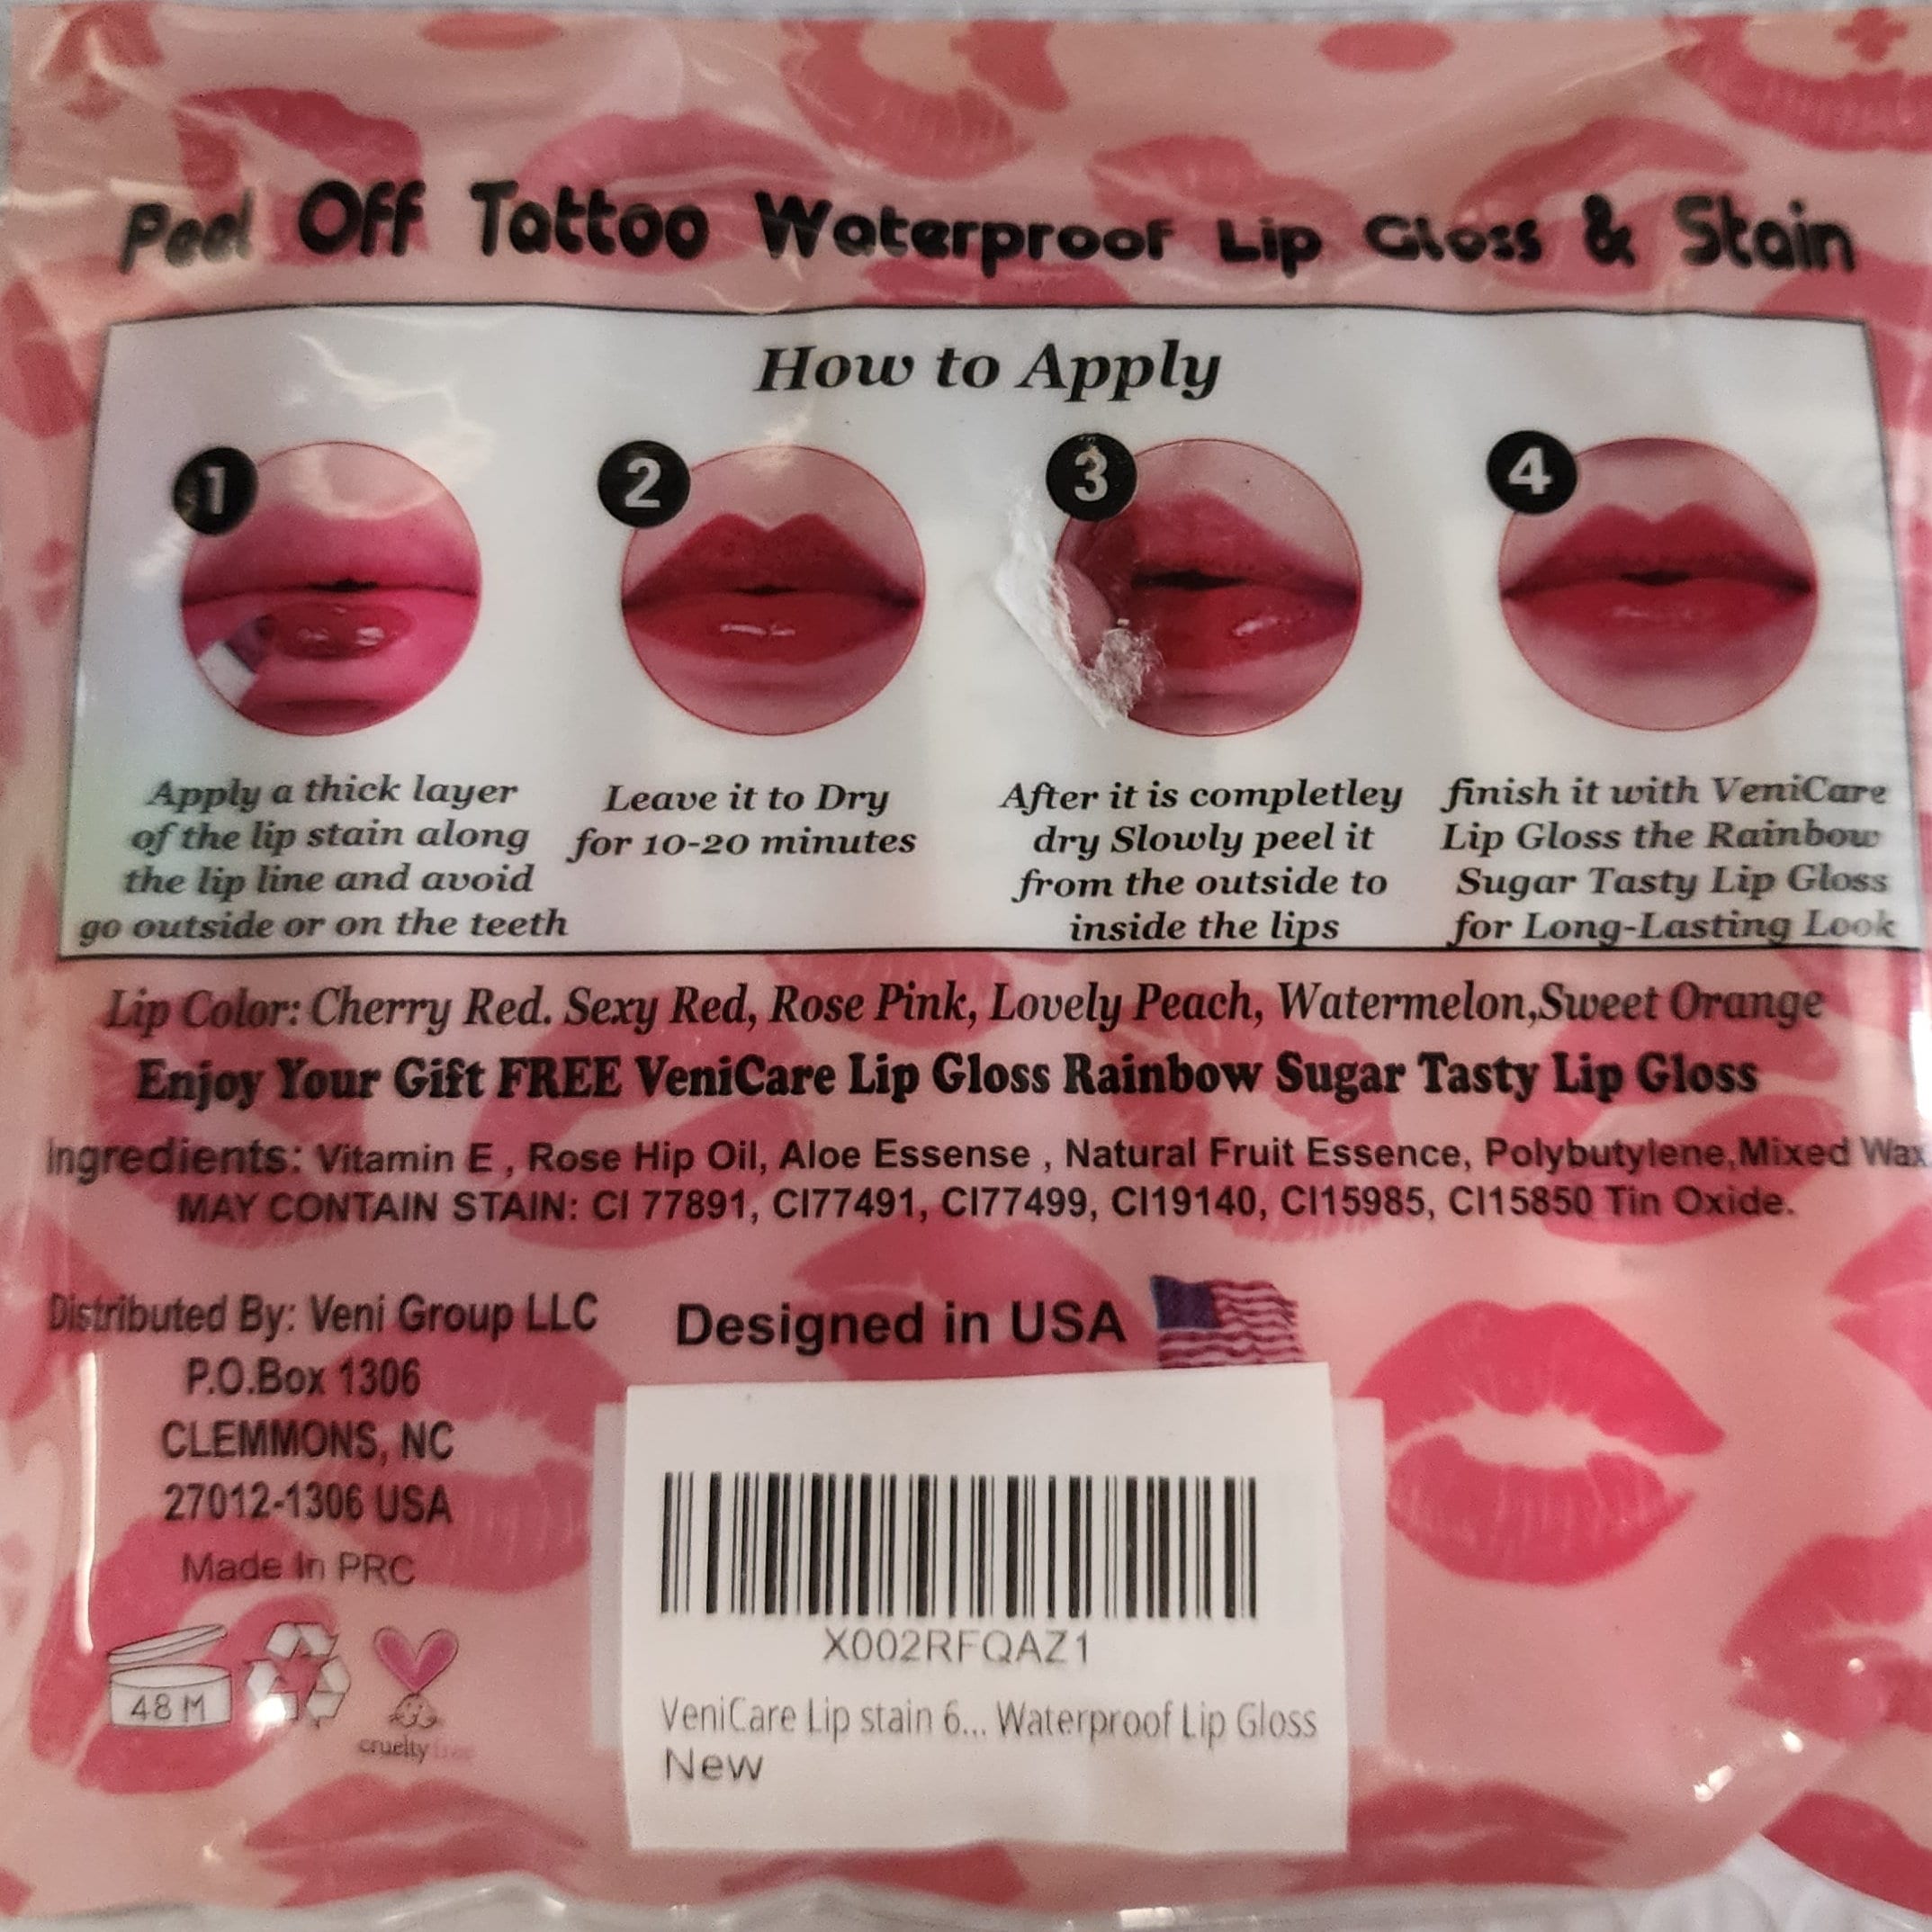 Peel Off Tattoo Waterproof Lip Gloss & Stain
How to Apply
1
2
3
4
Apply a thick layer
of the lip stain along
the lip line and avoid
go outside or on the teeth
Leave it to Dry
for 10-20 minutes
After it is completley
dry Slowly peel it
from the outside to
inside the lips
finish it with VeniCare
Lip Gloss the Rainbow
Sugar Tasty Lip Gloss
for Long-Lasting Look
Lip Color: Cherry Red. Sexy Red, Rose Pink, Lovely Peach, Watermelon,Sweet Orange
Enjoy Your Gift FREE VeniCare Lip Gloss Rainbow Sugar Tasty Lip Gloss
Ingredients: Vitamin E , Rose Hip Oil, Aloe Essense , Natural Fruit Essence, Polybutylene,Mixed Wax
MAY CONTAIN STAIN: CI 77891, CI77491, CI77499, CI19140, CI15985, CI15850 Tin Oxide.
Distributed By: Veni Group LLC
P.O.Box 1306
CLEMMONS, NC
27012-1306 USA
Made In PRC
48 M
cruelty free
Designed in USA
X002RFQAZ1
VeniCare Lip stain 6... Waterproof Lip Gloss
New